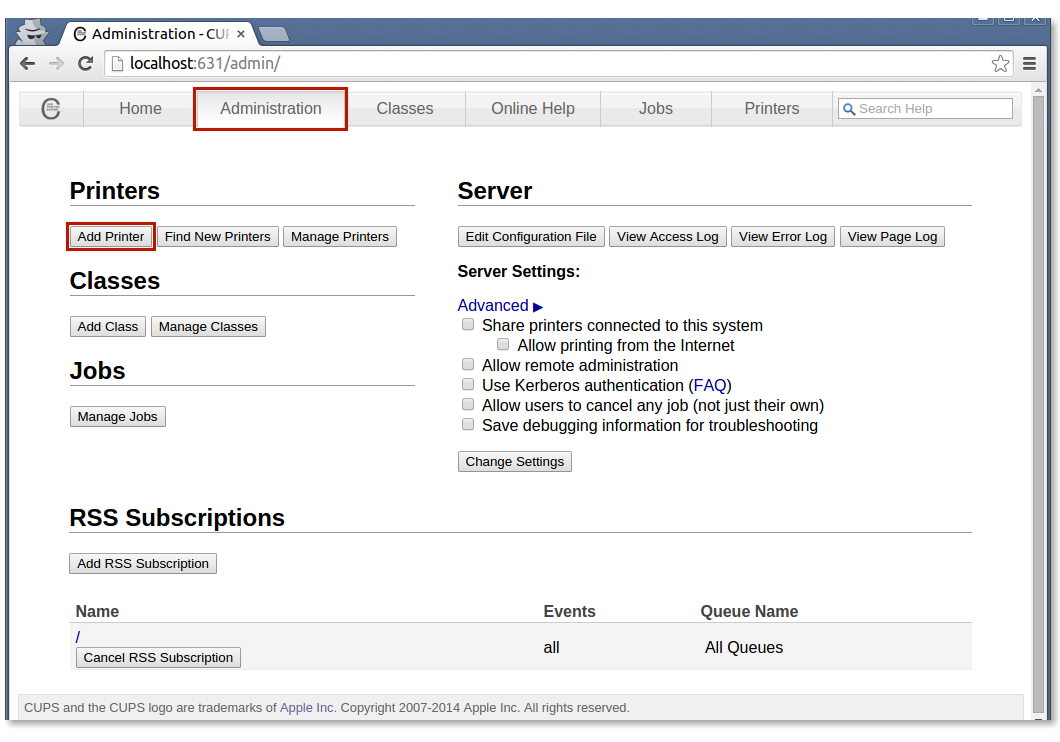 Administration - CU
localhost:631/admin/
Home Administration Classes Online Help Jobs Printers Search Help
Printers
Add Printer Find New Printers Manage Printers
Classes
Add Class Manage Classes
Jobs
Manage Jobs
Server
Edit Configuration File View Access Log View Error Log View Page Log
Server Settings:
Advanced ▶
Share printers connected to this system
Allow printing from the Internet
Allow remote administration
Use Kerberos authentication (FAQ)
Allow users to cancel any job (not just their own)
Save debugging information for troubleshooting
Change Settings
RSS Subscriptions
Add RSS Subscription
Name Events Queue Name
/
Cancel RSS Subscription
all All Queues
CUPS and the CUPS logo are trademarks of Apple Inc. Copyright 2007-2014 Apple Inc. All rights reserved.